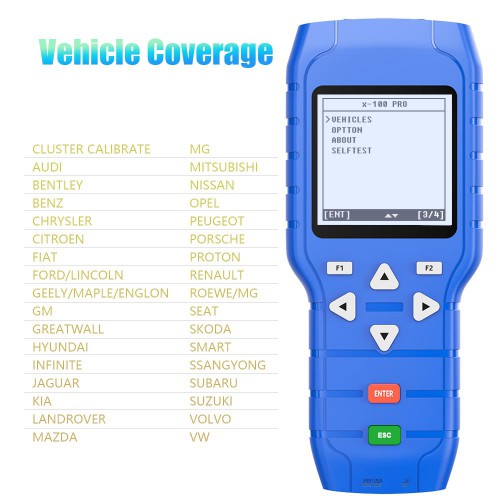 Vehicle Coverage
CLUSTER CALIBRATE MG
AUDI MITSUBISHI
BENTLEY NISSAN
BENZ OPEL
CHRYSLER PEUGEOT
CITROEN PORSCHE
FIAT PROTON
FORD/LINCOLN RENAULT
GEELY/MAPLE/ENGLON ROEWE/MG
GM SEAT
GREATWALL SKODA
HYUNDAI SMART
INFINITE SSANGYONG
JAGUAR SUBARU
KIA SUZUKI
LANDROVER VOLVO
MAZDA VW
x-100 PRO
>VEHICLES
OPTTON
ABOUT
SELFTEST
[ENT] ▲▼ [3/4]
F1 F2
ENTER
ESC